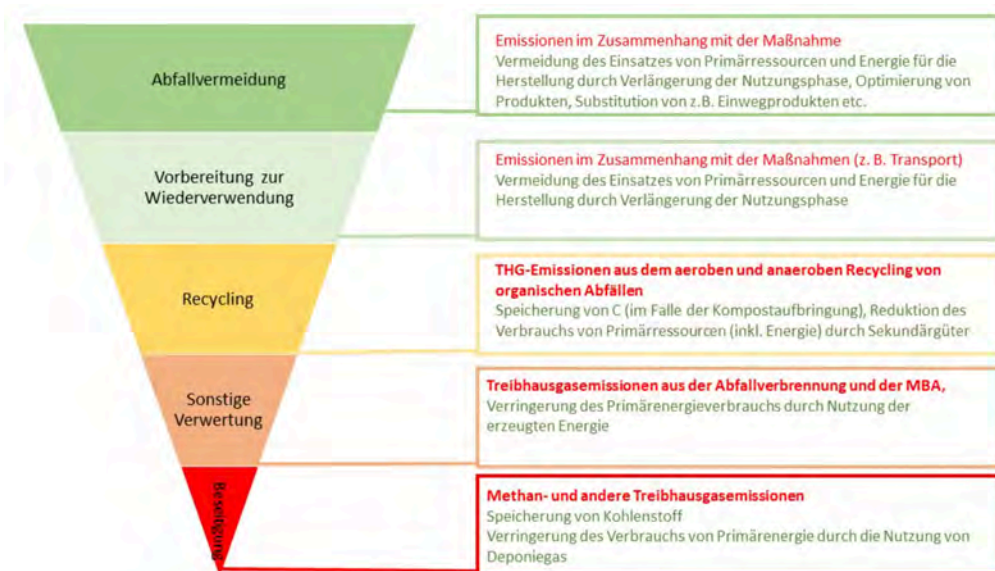 Abfallvermeidung
Emissionen im Zusammenhang mit der Maßnahme
Vermeidung des Einsatzes von Primärressourcen und Energie für die
Herstellung durch Verlängerung der Nutzungsphase, Optimierung von
Produkten, Substitution von z.B. Einwegprodukten etc.
Vorbereitung zur
Wiederverwendung
Emissionen im Zusammenhang mit der Maßnahmen (z. B. Transport)
Vermeidung des Einsatzes von Primärressourcen und Energie für die
Herstellung durch Verlängerung der Nutzungsphase
Recycling
THG-Emissionen aus dem aeroben und anaeroben Recycling von
organischen Abfällen
Speicherung von C (im Falle der Kompostaufbringung), Reduktion des
Verbrauchs von Primärressourcen (inkl. Energie) durch Sekundärgüter
Sonstige
Verwertung
Treibhausgasemissionen aus der Abfallverbrennung und der MBA,
Verringerung des Primärenergieverbrauchs durch Nutzung der
erzeugten Energie
Beseitigung
Methan- und andere Treibhausgasemissionen
Speicherung von Kohlenstoff
Verringerung des Verbrauchs von Primärenergie durch die Nutzung von
Deponiegas